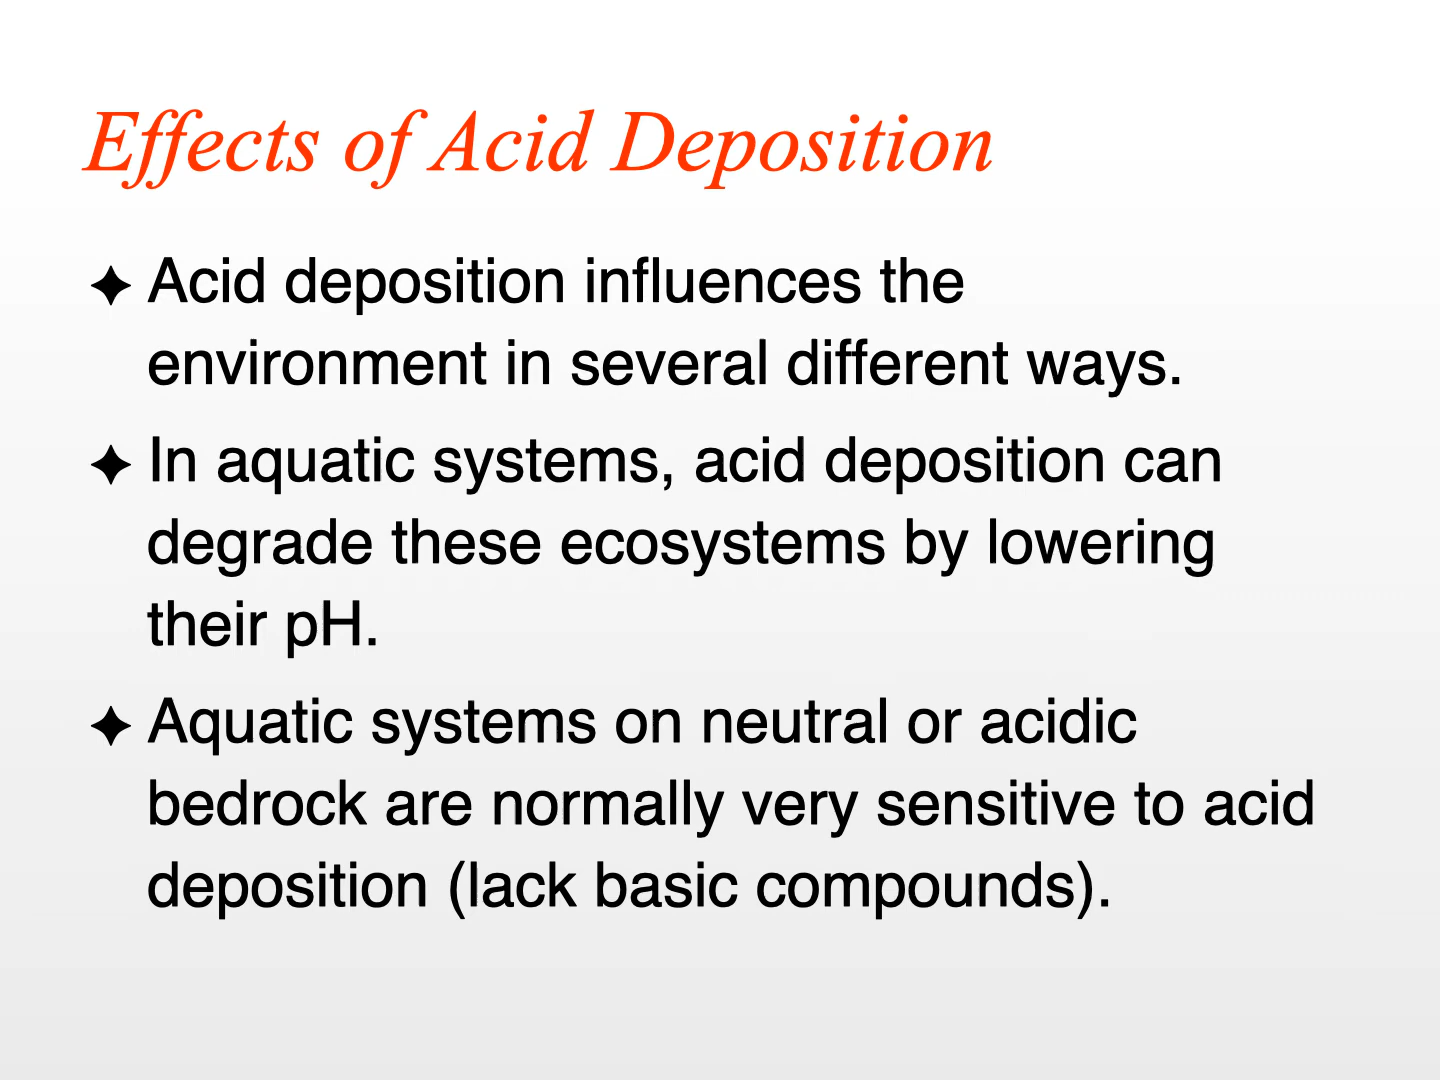 Effects of Acid Deposition
✦ Acid deposition influences the
environment in several different ways.
✦ In aquatic systems, acid deposition can
degrade these ecosystems by lowering
their pH.
✦ Aquatic systems on neutral or acidic
bedrock are normally very sensitive to acid
deposition (lack basic compounds).